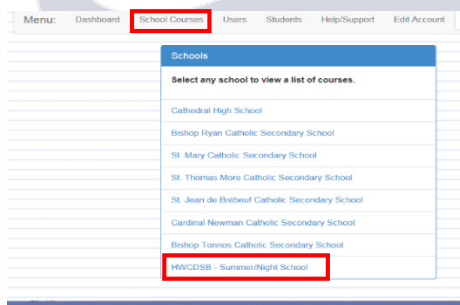 Menu: Dashboard School Courses Users Students Help/Support Edit Account
Schools
Select any school to view a list of courses.
Cathedral High School
Bishop Ryan Catholic Secondary School
St. Mary Catholic Secondary School
St. Thomas More Catholic Secondary School
St. Jean de Brébeuf Catholic Secondary School
Cardinal Newman Catholic Secondary School
Bishop Tonnos Catholic Secondary School
HWCDSB - Summer/Night School